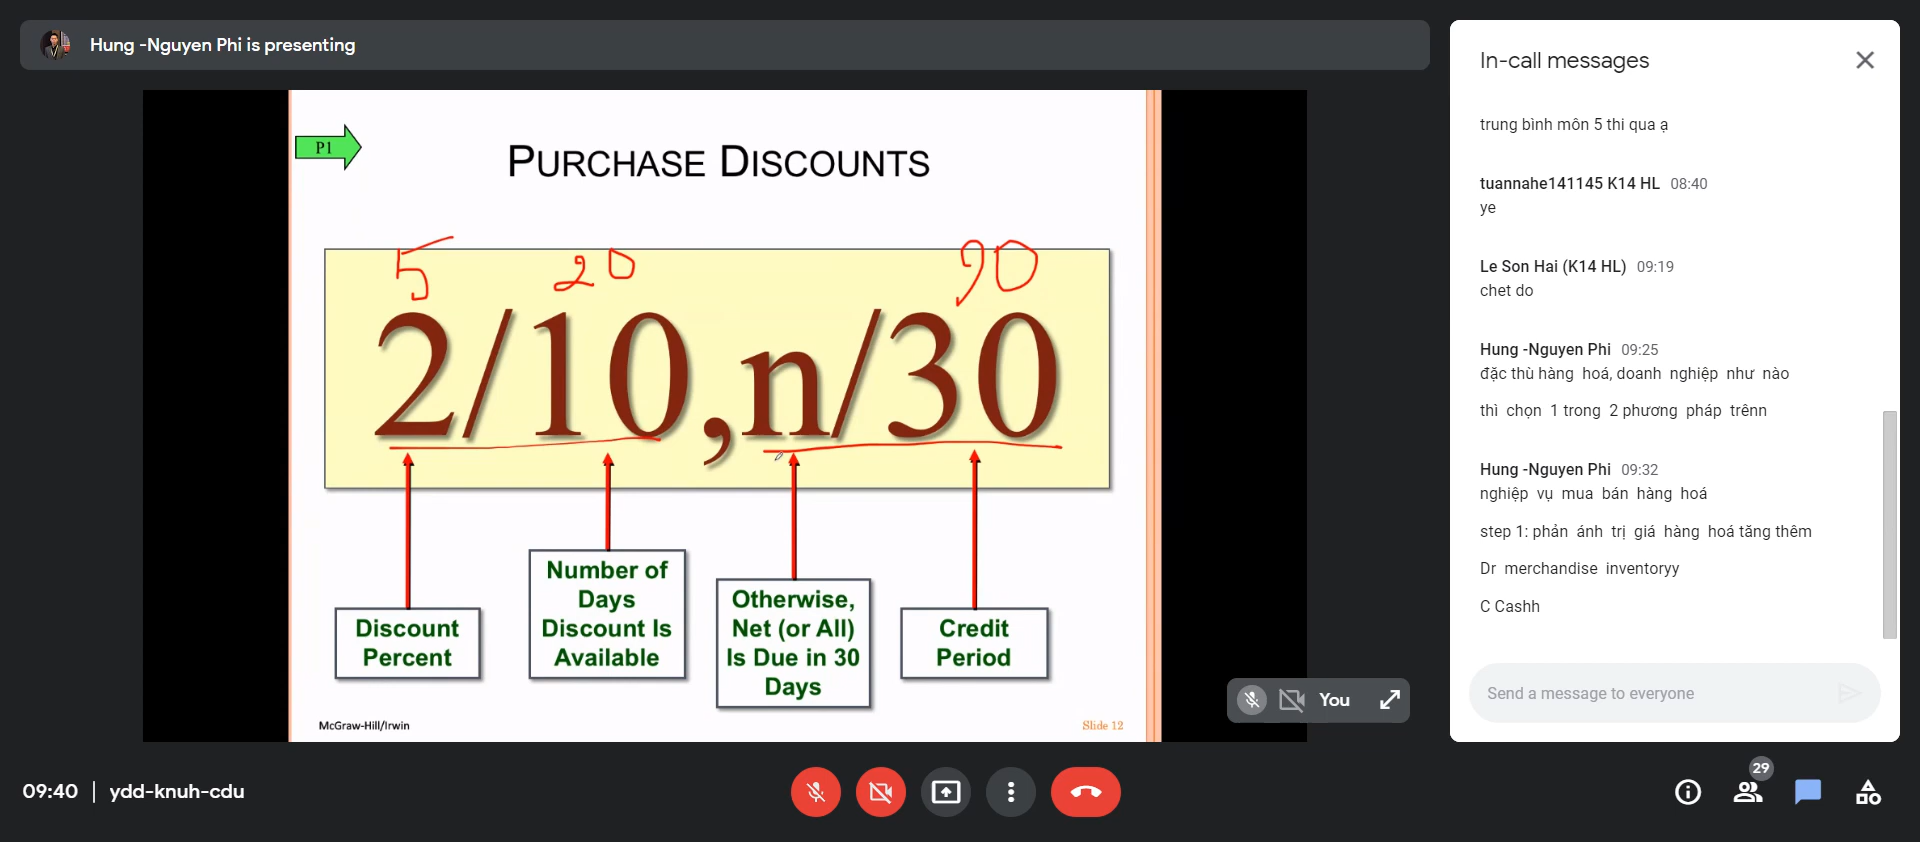 Hung -Nguyen Phi is presenting
P1
PURCHASE DISCOUNTS
5 20 90
2/10,n/30
Discount
Percent
Number of
Days
Discount Is
Available
Otherwise,
Net (or All)
Is Due in 30
Days
Credit
Period
McGraw-Hill/Irwin
Slide 12
You
In-call messages
trung bình môn 5 thi qua ạ
tuannahe141145 K14 HL 08:40
ye
Le Son Hai (K14 HL) 09:19
chet do
Hung -Nguyen Phi 09:25
đặc thù hàng hoá, doanh nghiệp như nào
thì chọn 1 trong 2 phương pháp trênn
Hung -Nguyen Phi 09:32
nghiệp vụ mua bán hàng hoá
step 1: phản ánh trị giá hàng hoá tăng thêm
Dr merchandise inventoryy
C Cashh
Send a message to everyone
09:40 | ydd-knuh-cdu
29